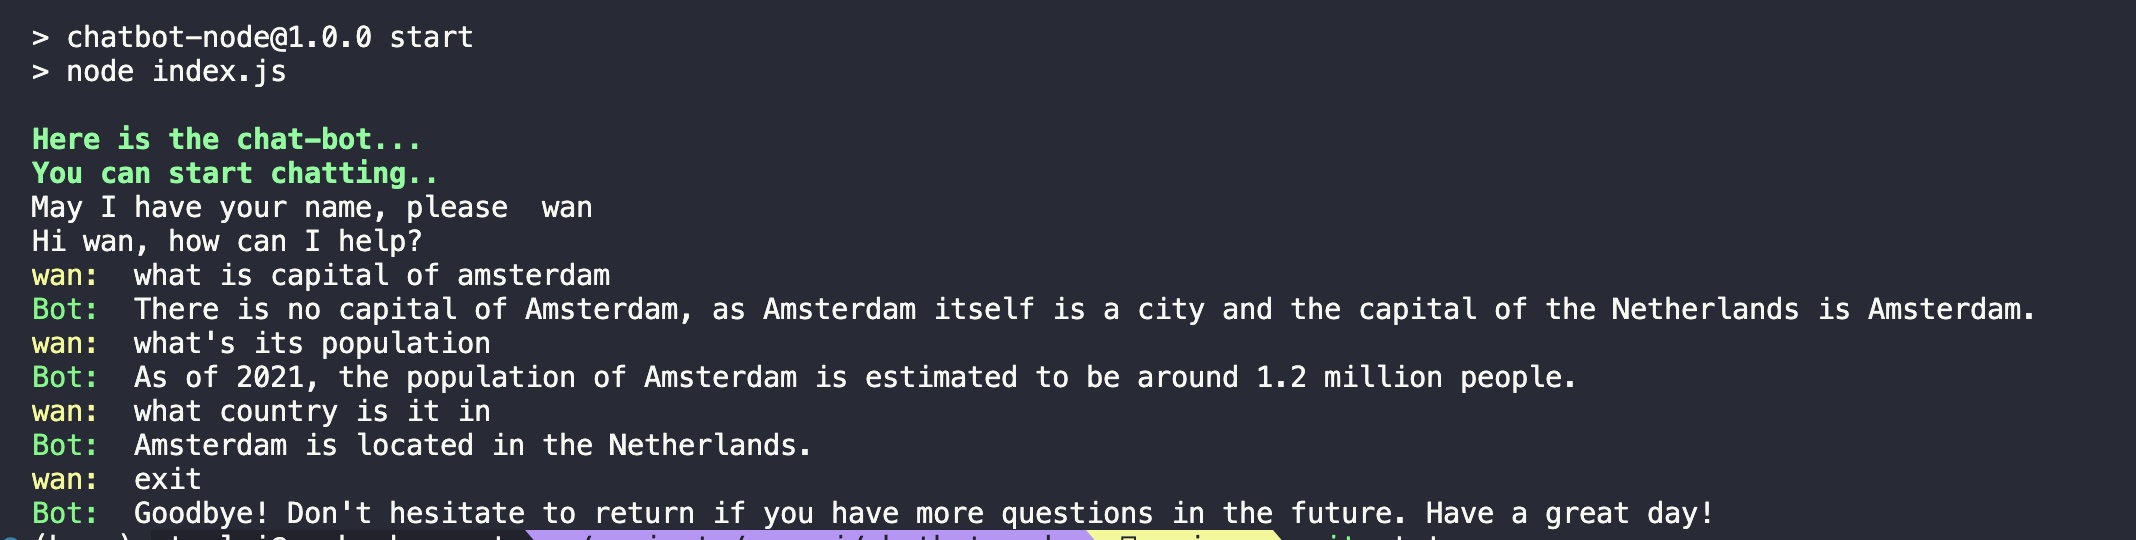 > chatbot-node@1.0.0 start
> node index.js
Here is the chat-bot...
You can start chatting..
May I have your name, please  wan
Hi wan, how can I help?
wan:  what is capital of amsterdam
Bot:  There is no capital of Amsterdam, as Amsterdam itself is a city and the capital of the Netherlands is Amsterdam.
wan:  what's its population
Bot:  As of 2021, the population of Amsterdam is estimated to be around 1.2 million people.
wan:  what country is it in
Bot:  Amsterdam is located in the Netherlands.
wan:  exit
Bot:  Goodbye! Don't hesitate to return if you have more questions in the future. Have a great day!